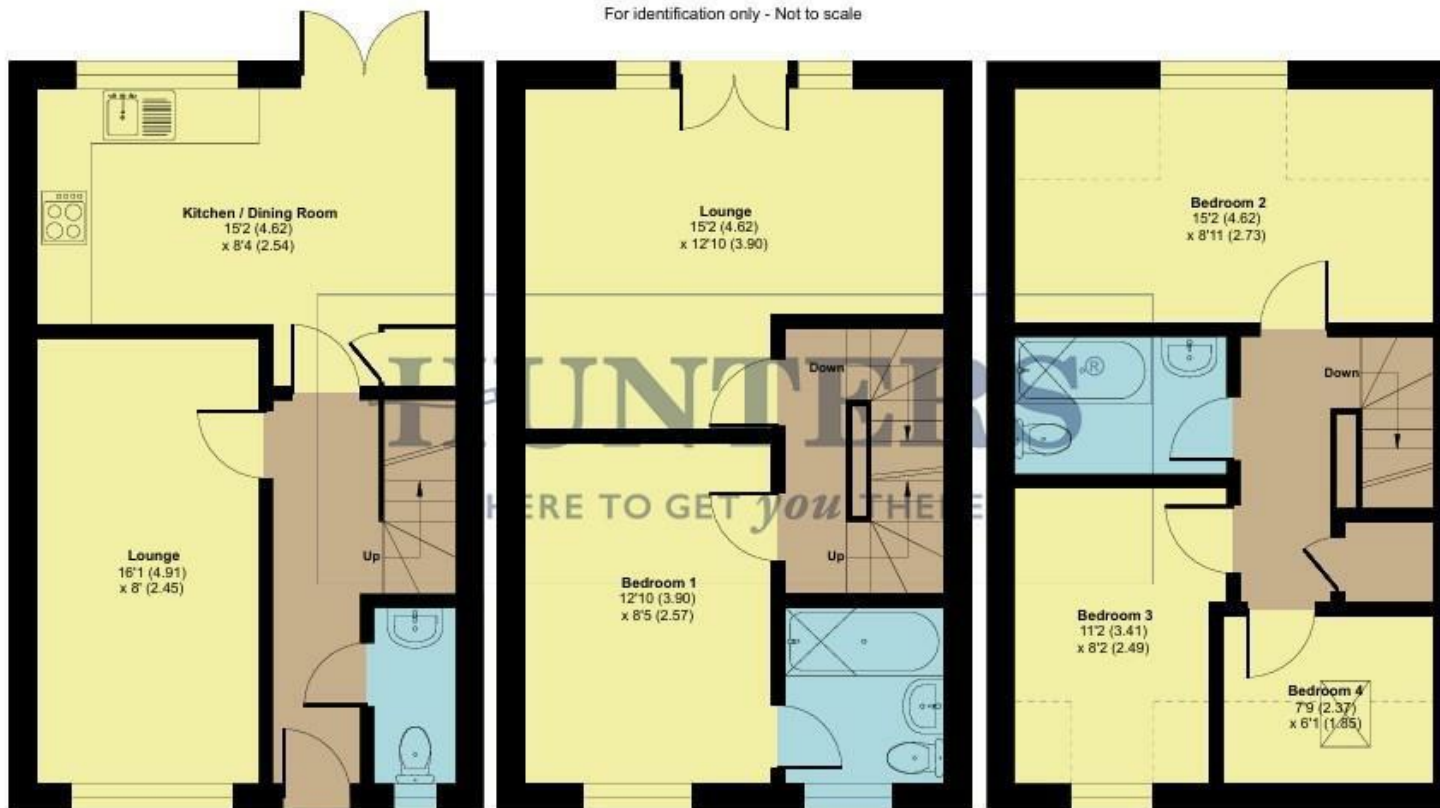 For identification only - Not to scale
Kitchen / Dining Room
15'2 (4.62)
x 8'4 (2.54)
Lounge
16'1 (4.91)
x 8' (2.45)
Up
Lounge
15'2 (4.62)
x 12'10 (3.90)
Down
Up
Bedroom 1
12'10 (3.90)
x 8'5 (2.57)
Bedroom 2
15'2 (4.62)
x 8'11 (2.73)
Down
Bedroom 3
11'2 (3.41)
x 8'2 (2.49)
Bedroom 4
7'9 (2.37)
x 6'1 (1.85)
HUNTERS®
HERE TO GET you THERE